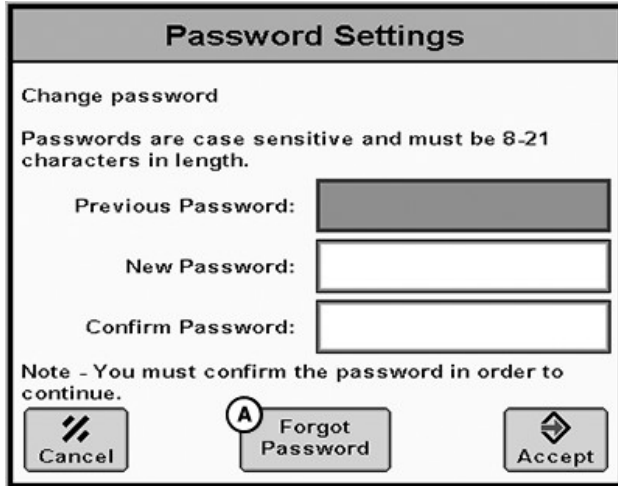 Password Settings
Change password
Passwords are case sensitive and must be 8-21
characters in length.
Previous Password:
New Password:
Confirm Password:
Note - You must confirm the password in order to
continue.
Cancel
A
Forgot
Password
Accept